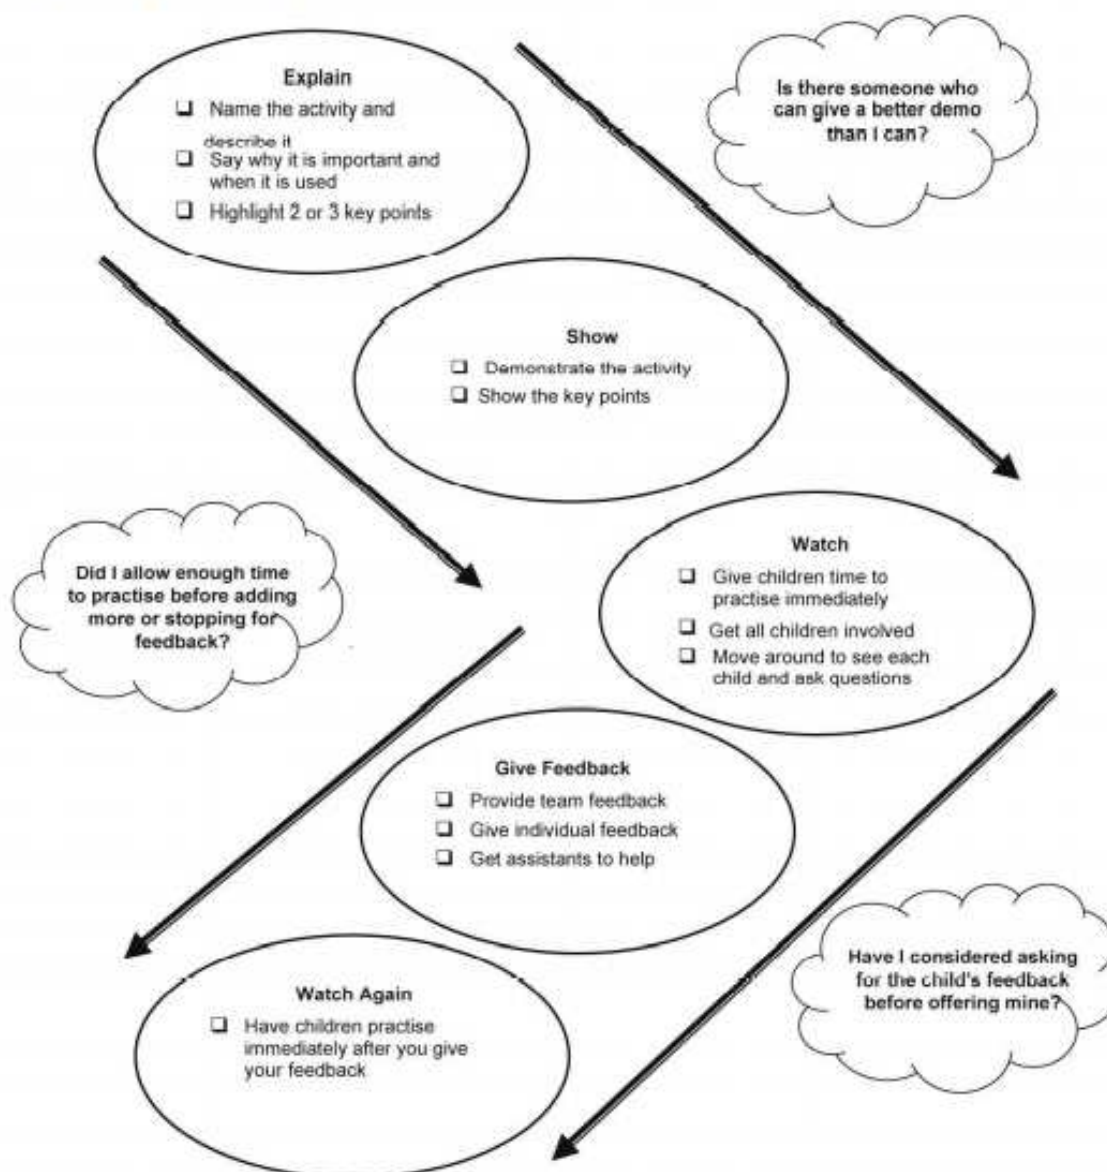 Explain
❑ Name the activity and
describe it
❑ Say why it is important and
when it is used
❑ Highlight 2 or 3 key points
Is there someone who
can give a better demo
than I can?
Show
❑ Demonstrate the activity
❑ Show the key points
Did I allow enough time
to practise before adding
more or stopping for
feedback?
Watch
❑ Give children time to
practise immediately
❑ Get all children involved
❑ Move around to see each
child and ask questions
Give Feedback
❑ Provide team feedback
❑ Give individual feedback
❑ Get assistants to help
Have I considered asking
for the child's feedback
before offering mine?
Watch Again
❑ Have children practise
immediately after you give
your feedback